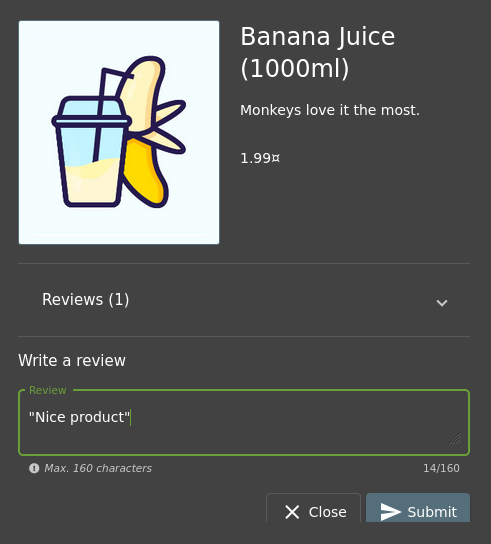 Banana Juice
(1000ml)
Monkeys love it the most.
1.99¤
Reviews (1)
Write a review
Review
"Nice product"
Max. 160 characters
14/160
Close
Submit